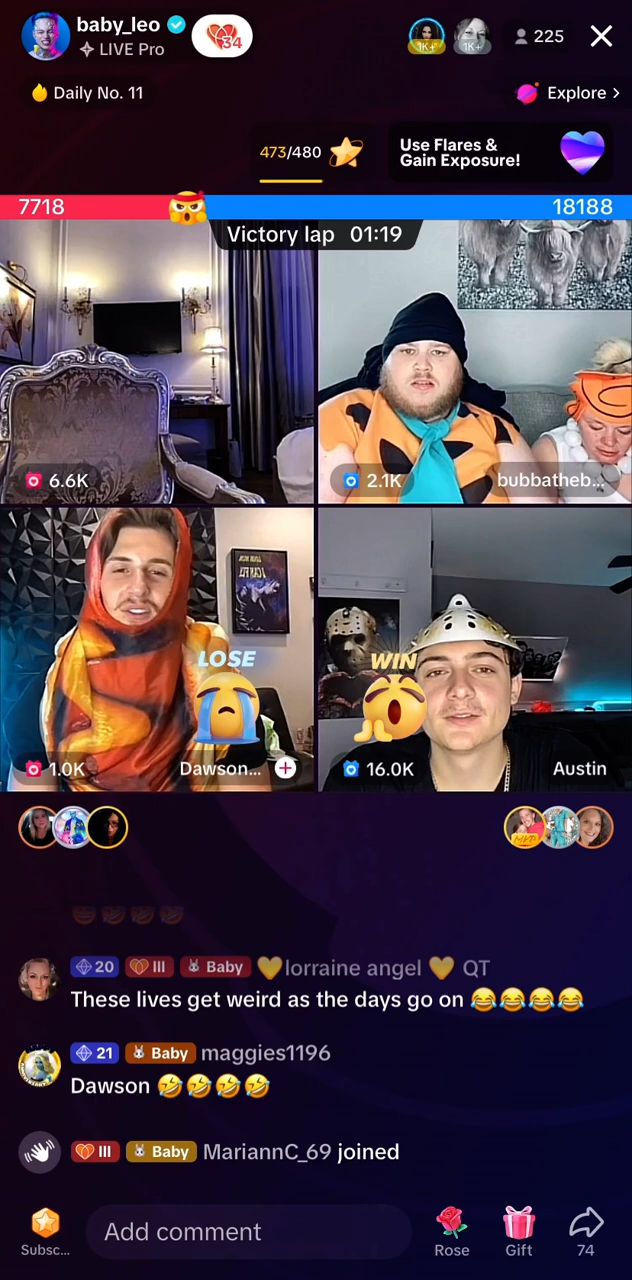 baby_leo
LIVE Pro
34
1K+
1K+
225
Daily No. 11
Explore >
473/480
Use Flares &
Gain Exposure!
7718
18188
Victory lap 01:19
6.6K
2.1K
bubbatheb...
LOSE
WIN
1.0K
Dawson...
16.0K
Austin
20 III Baby 💛lorraine angel 💛 QT
These lives get weird as the days go on 😂😂😂😂
21 Baby maggies1196
Dawson 🤣🤣🤣🤣
III Baby MariannC_69 joined
Subsc...
Add comment
Rose
Gift
74